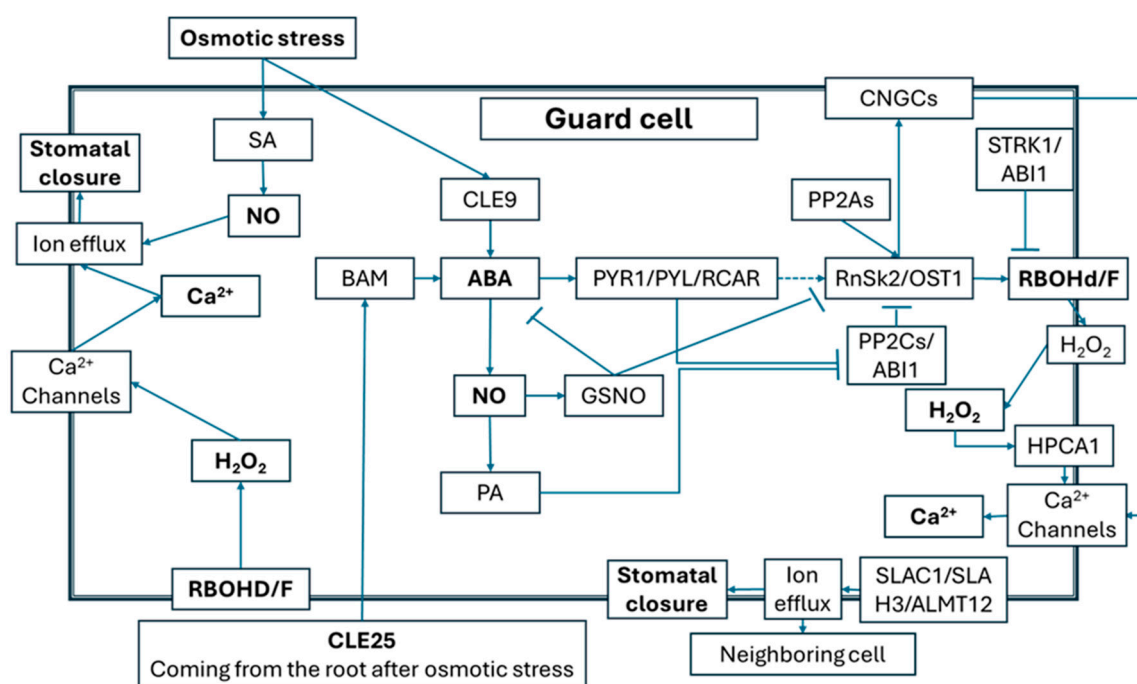 Osmotic stress
CNGCs
Guard cell
SA
STRK1/
ABI1
Stomatal
closure
CLE9
PP2As
NO
Ion efflux
BAM
ABA
PYR1/PYL/RCAR
RnSk2/OST1
RBOHd/F
Ca²⁺
PP2Cs/
ABI1
H₂O₂
Ca²⁺
Channels
NO
GSNO
H₂O₂
H₂O₂
HPCA1
PA
Ca²⁺
Ca²⁺
Channels
RBOHD/F
Stomatal
closure
Ion
efflux
SLAC1/SLA
H3/ALMT12
CLE25
Coming from the root after osmotic stress
Neighboring cell